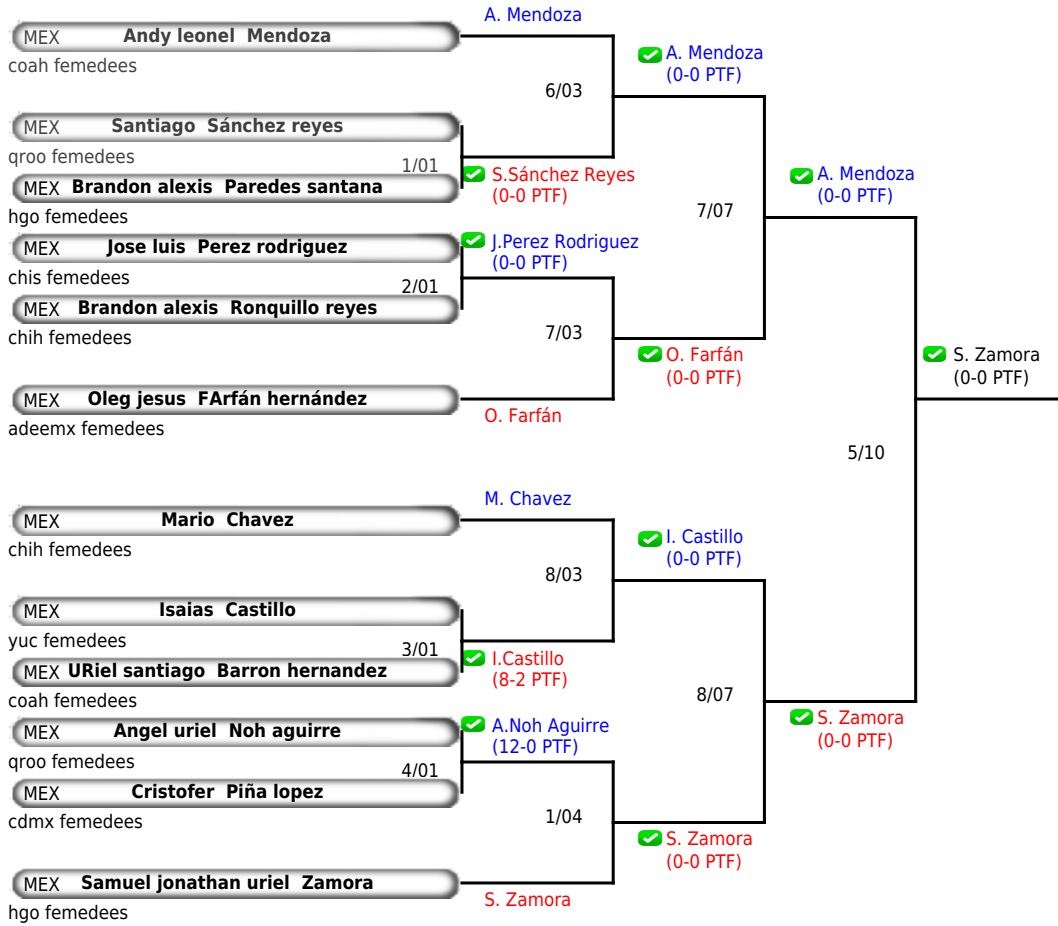 A. Mendoza
MEX Andy leonel Mendoza
coah femedees
6/03
A. Mendoza
(0-0 PTF)
MEX Santiago Sánchez reyes
qroo femedees
1/01
MEX Brandon alexis Paredes santana
hgo femedees
S.Sánchez Reyes
(0-0 PTF)
7/07
A. Mendoza
(0-0 PTF)
MEX Jose luis Perez rodriguez
chis femedees
2/01
J.Perez Rodriguez
(0-0 PTF)
MEX Brandon alexis Ronquillo reyes
chih femedees
7/03
O. Farfán
(0-0 PTF)
MEX Oleg jesus FArfán hernández
adeemx femedees
O. Farfán
S. Zamora
(0-0 PTF)
5/10
M. Chavez
MEX Mario Chavez
chih femedees
8/03
I. Castillo
(0-0 PTF)
MEX Isaias Castillo
yuc femedees
3/01
MEX URiel santiago Barron hernandez
coah femedees
I.Castillo
(8-2 PTF)
8/07
S. Zamora
(0-0 PTF)
MEX Angel uriel Noh aguirre
qroo femedees
4/01
A.Noh Aguirre
(12-0 PTF)
MEX Cristofer Piña lopez
cdmx femedees
1/04
S. Zamora
(0-0 PTF)
MEX Samuel jonathan uriel Zamora
hgo femedees
S. Zamora